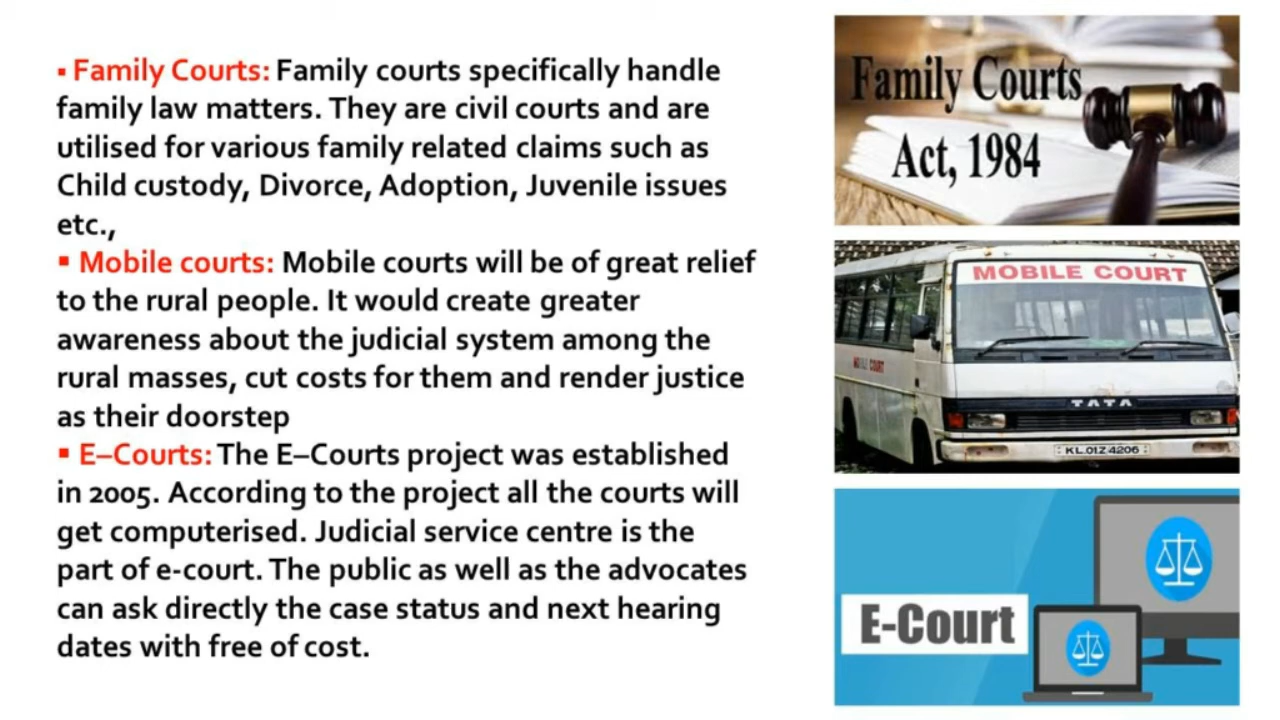 ▪ Family Courts: Family courts specifically handle
family law matters. They are civil courts and are
utilised for various family related claims such as
Child custody, Divorce, Adoption, Juvenile issues
etc.,
▪ Mobile courts: Mobile courts will be of great relief
to the rural people. It would create greater
awareness about the judicial system among the
rural masses, cut costs for them and render justice
as their doorstep
▪ E–Courts: The E–Courts project was established
in 2005. According to the project all the courts will
get computerised. Judicial service centre is the
part of e-court. The public as well as the advocates
can ask directly the case status and next hearing
dates with free of cost.
Family Courts
Act, 1984
MOBILE COURT
MOBILE COURT
TATA
KL.01Z 4206
E-Court